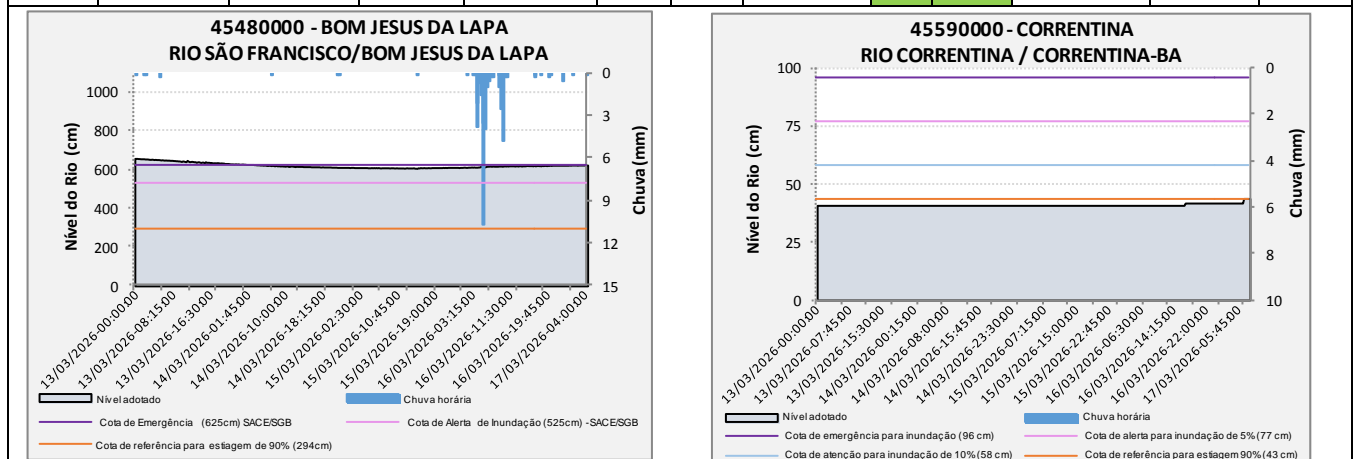 45480000 - BOM JESUS DA LAPA
RIO SÃO FRANCISCO/BOM JESUS DA LAPA
Nível do Rio (cm)
1000
800
600
400
200
0
0
3
6
9
12
15
Chuva (mm)
13/03/2026-00:00:00
13/03/2026-08:15:00
13/03/2026-16:30:00
14/03/2026-01:45:00
14/03/2026-10:00:00
14/03/2026-18:15:00
15/03/2026-02:30:00
15/03/2026-10:45:00
15/03/2026-19:00:00
16/03/2026-03:15:00
16/03/2026-11:30:00
16/03/2026-19:45:00
17/03/2026-04:00:00
Nível adotado
Chuva horária
Cota de Emergência (625cm) SACE/SGB
Cota de Alerta de Inundação (525cm) -SACE/SGB
Cota de referência para estiagem de 90% (294cm)
45590000 - CORRENTINA
RIO CORRENTINA / CORRENTINA-BA
Nível do Rio (cm)
100
75
50
25
0
0
2
4
6
8
10
Chuva (mm)
13/03/2026-00:00:00
13/03/2026-07:45:00
13/03/2026-15:30:00
14/03/2026-00:15:00
14/03/2026-08:00:00
14/03/2026-15:45:00
14/03/2026-23:30:00
15/03/2026-07:15:00
15/03/2026-15:00:00
15/03/2026-22:45:00
16/03/2026-06:30:00
16/03/2026-14:15:00
16/03/2026-22:00:00
17/03/2026-05:45:00
Nível adotado
Chuva horária
Cota de emergência para inundação (96 cm)
Cota de alerta para inundação de 5% (77 cm)
Cota de atenção para inundação de 10% (58 cm)
Cota de referência para estiagem 90% (43 cm)